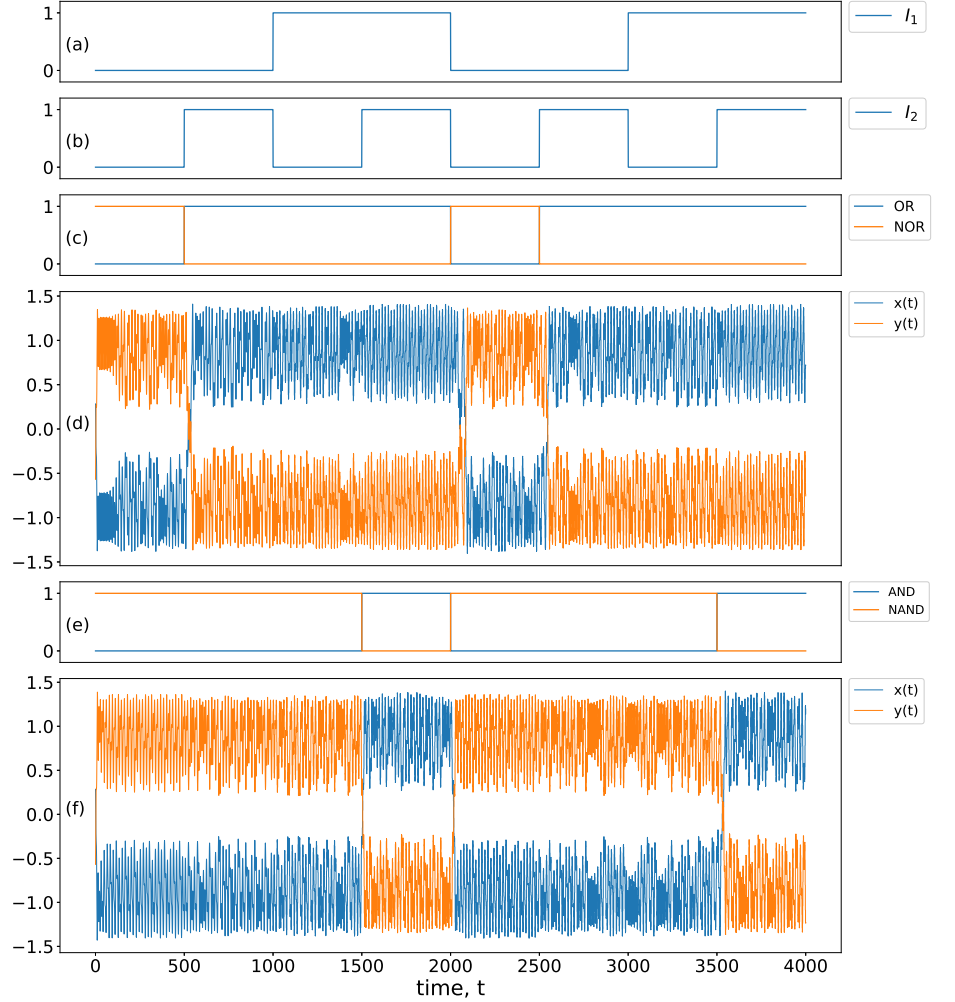 1
(a)
0
I₁
1
(b)
0
I₂
1
(c)
0
OR
NOR
1.5
1.0
0.5
0.0
(d)
−0.5
−1.0
−1.5
x(t)
y(t)
1
(e)
0
AND
NAND
1.5
1.0
0.5
0.0
(f)
−0.5
−1.0
−1.5
x(t)
y(t)
0 500 1000 1500 2000 2500 3000 3500 4000
time, t